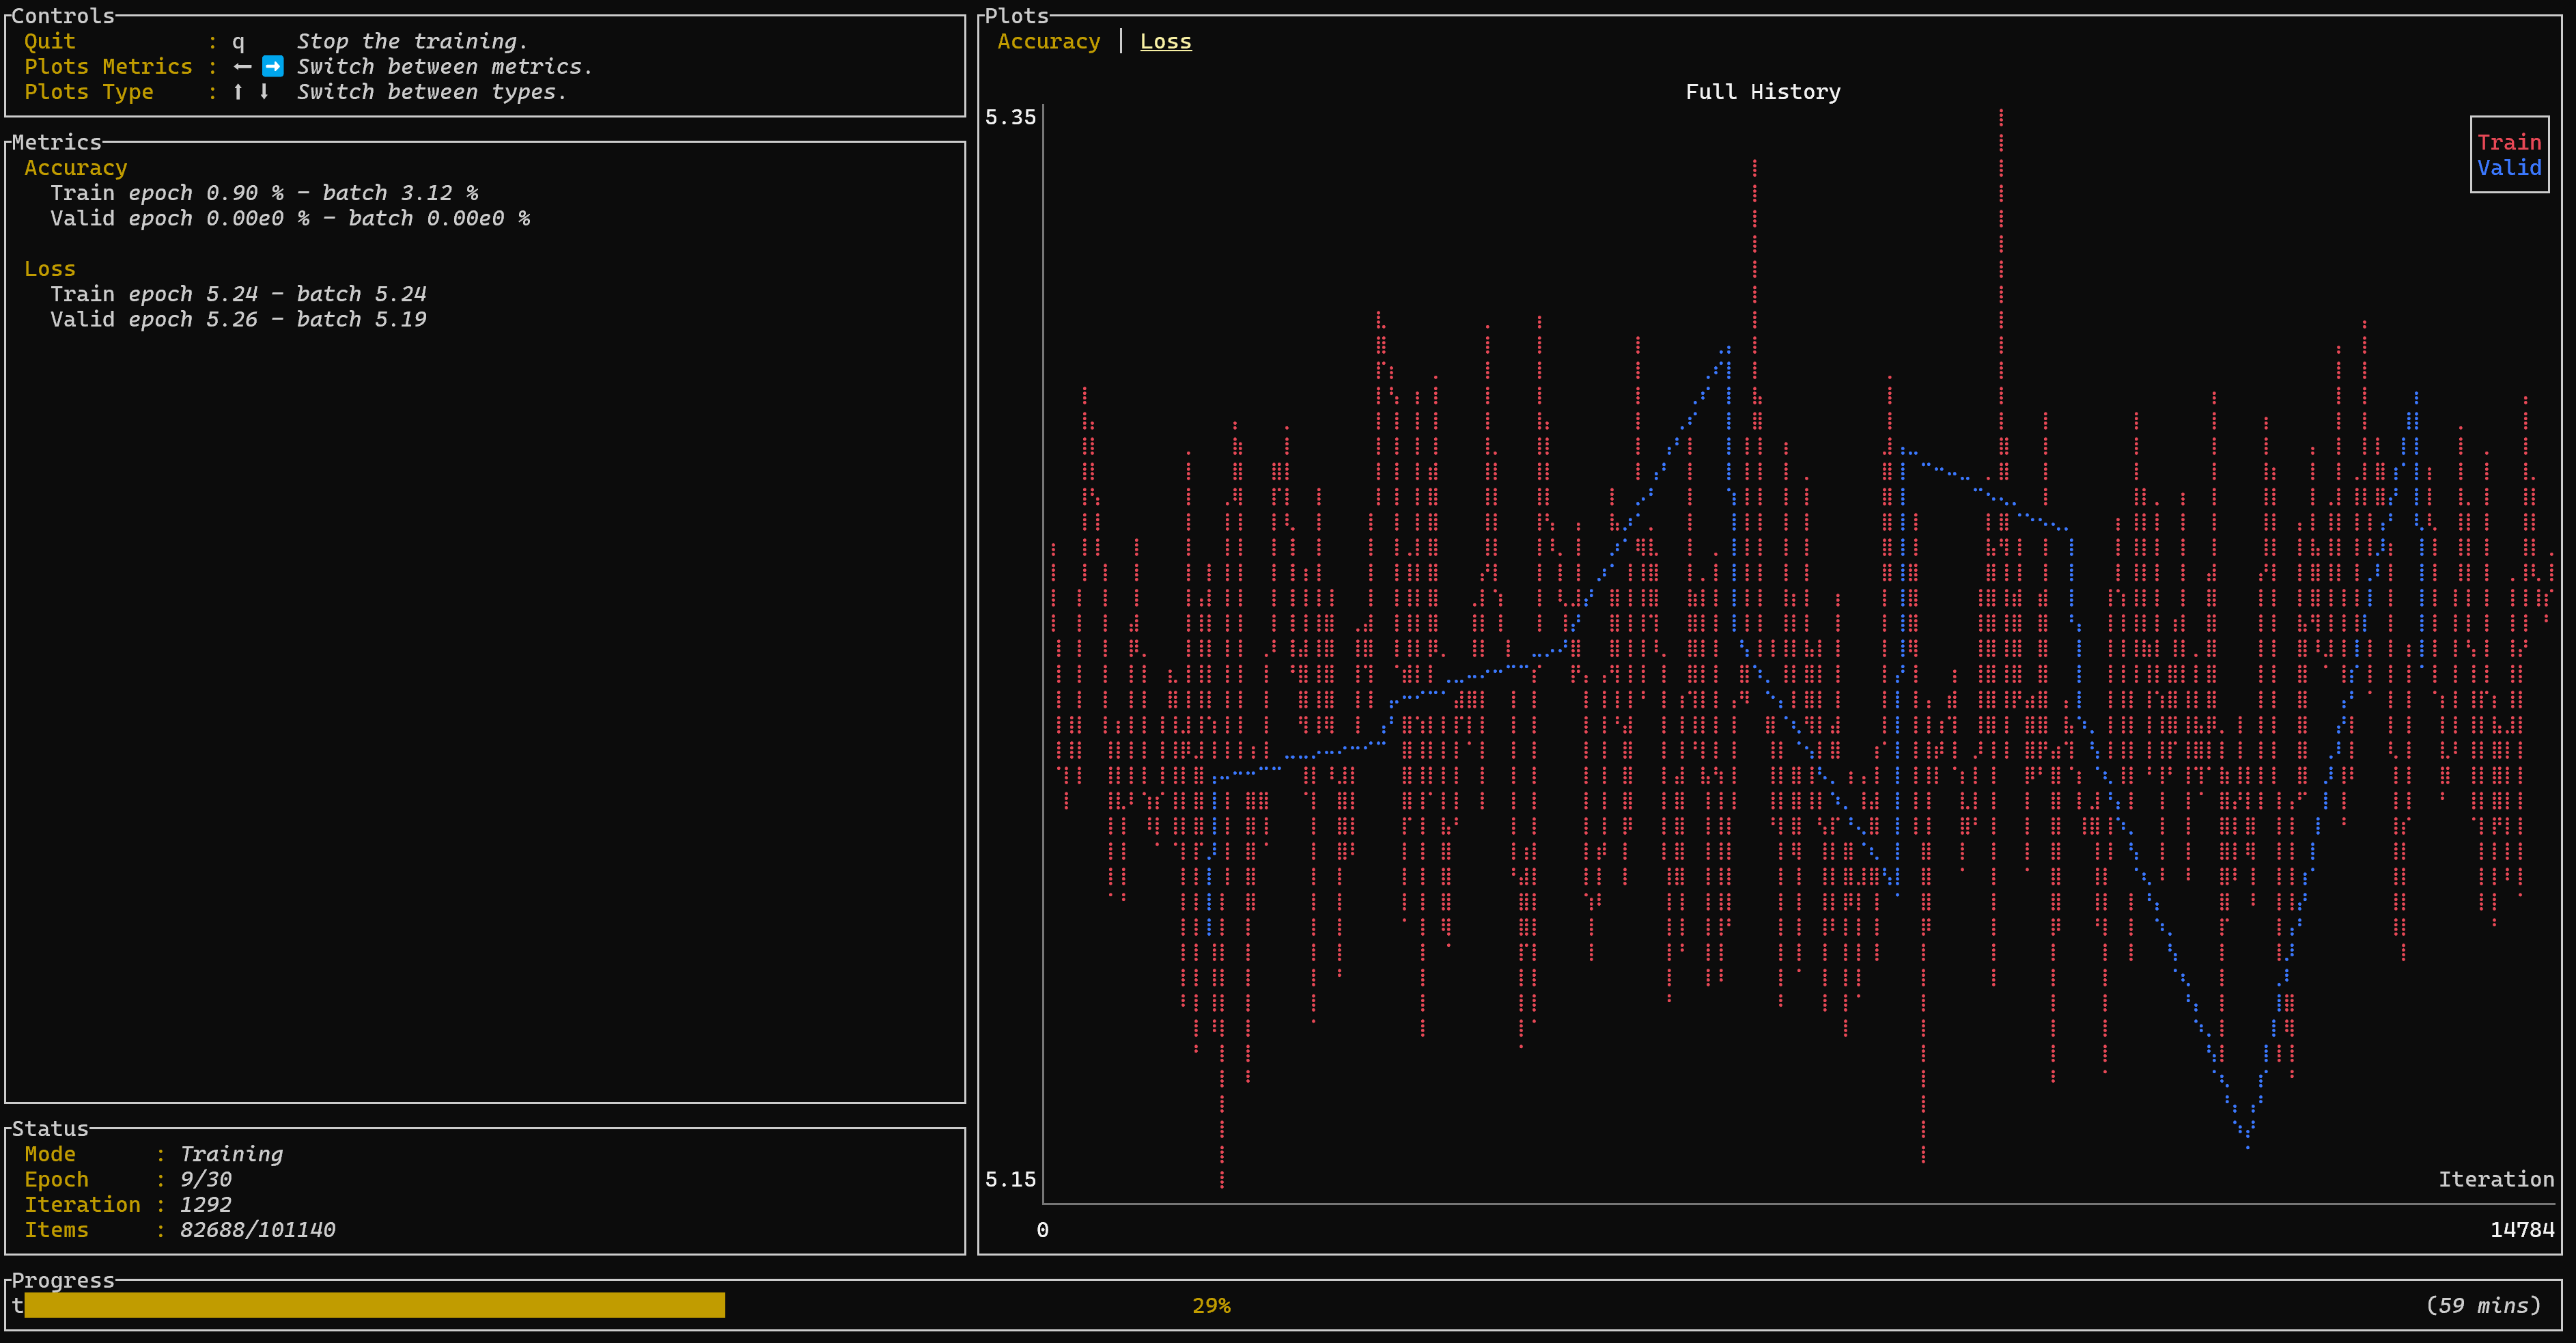 Controls
Quit : q Stop the training.
Plots Metrics : ← ➡ Switch between metrics.
Plots Type : ↑ ↓ Switch between types.
Metrics
Accuracy
Train epoch 0.90 % - batch 3.12 %
Valid epoch 0.00e0 % - batch 0.00e0 %
Loss
Train epoch 5.24 - batch 5.24
Valid epoch 5.26 - batch 5.19
Status
Mode : Training
Epoch : 9/30
Iteration : 1292
Items : 82688/101140
Plots
Accuracy | Loss
Full History
5.35
Train
Valid
5.15
Iteration
0
14784
Progress
t
29%
(59 mins)